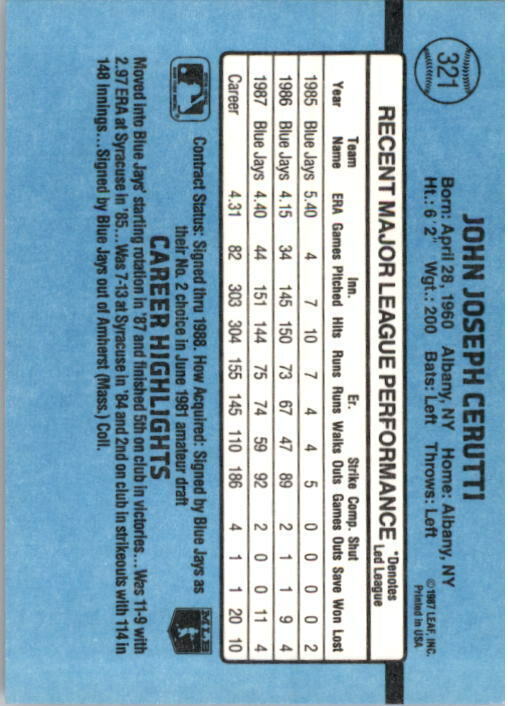 321
JOHN JOSEPH CERUTTI
Born: April 28, 1960 Albany, NY Home: Albany, NY
Ht.: 6 '2" Wgt.: 200 Bats: Left Throws: Left
©1987 LEAF, INC.
Printed in USA
RECENT MAJOR LEAGUE PERFORMANCE
*Denotes
Led League
Team Inn. Er. Strike Comp. Shut
Year Name ERA Games Pitched Hits Runs Runs Walks Outs Games Outs Save Won Lost
1985 Blue Jays 5.40 4 7 10 7 4 4 5 0 0 0 0 2
1986 Blue Jays 4.15 34 145 150 73 67 47 89 2 1 1 9 4
1987 Blue Jays 4.40 44 151 144 75 74 59 92 2 0 0 11 4
Career 4.31 82 303 304 155 145 110 186 4 1 1 20 10
Contract Status: Signed thru 1988. How Acquired: Signed by Blue Jays as
their No. 2 choice in June 1981 amateur draft
MLB
CAREER HIGHLIGHTS
Moved into Blue Jays' starting rotation in '87 and finished 5th on club in victories... Was 11-9 with
2.97 ERA at Syracuse in '85... Was 7-13 at Syracuse in '84 and 2nd on club in strikeouts with 114 in
148 innings... Signed by Blue Jays out of Amherst (Mass.) Coll.